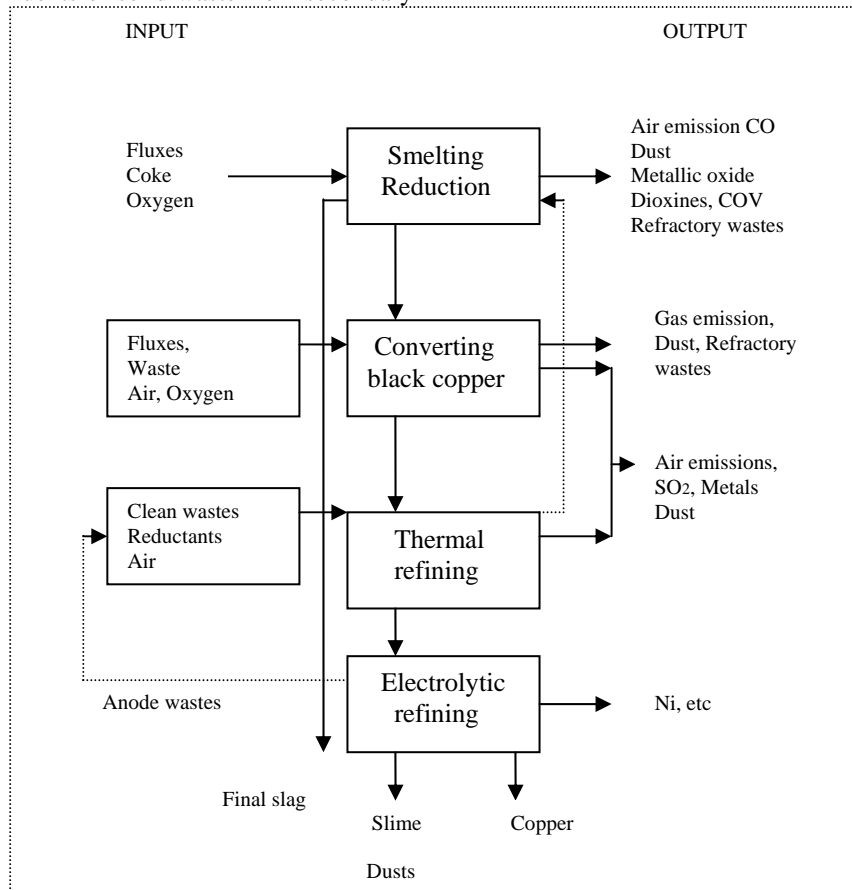 INPUT
OUTPUT
Fluxes
Coke
Oxygen
Smelting
Reduction
Air emission CO
Dust
Metallic oxide
Dioxines, COV
Refractory wastes
Fluxes,
Waste
Air, Oxygen
Converting
black copper
Gas emission,
Dust, Refractory
wastes
Air emissions,
SO2, Metals
Dust
Clean wastes
Reductants
Air
Thermal
refining
Anode wastes
Electrolytic
refining
Ni, etc
Final slag
Slime
Copper
Dusts